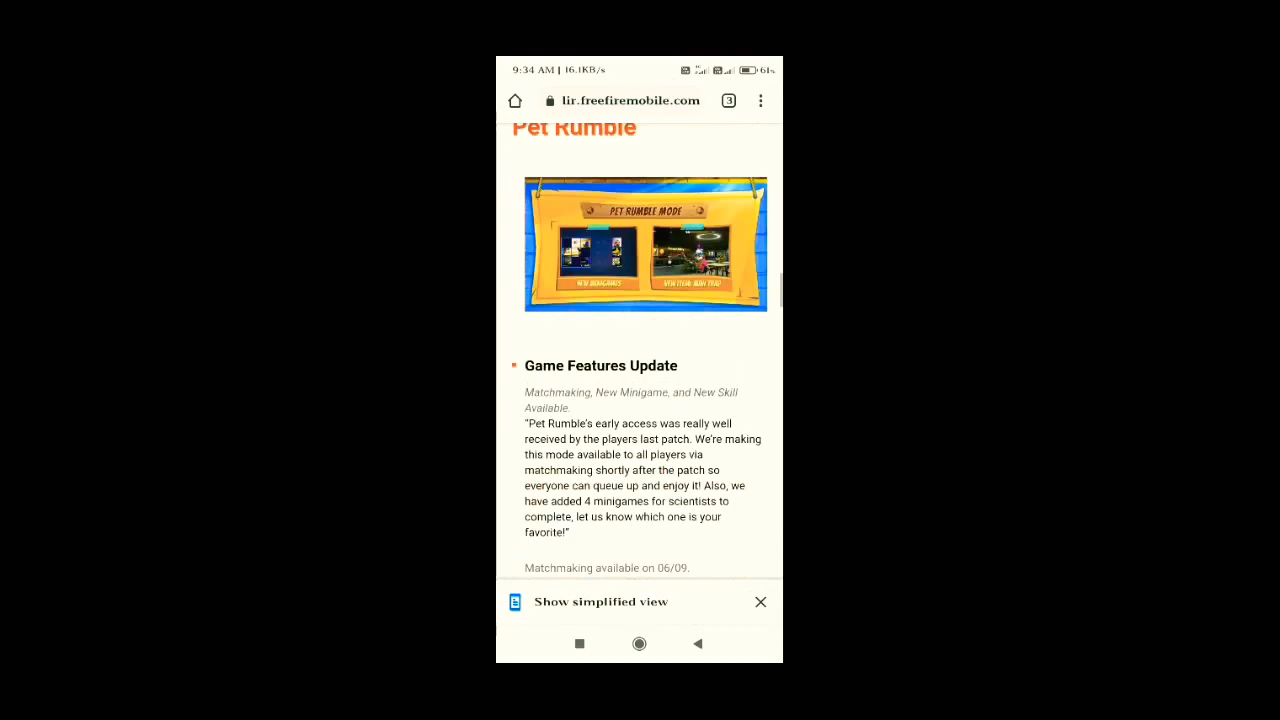 9:34 AM | 16.1KB/s
61%
lir.freefiremobile.com
3
Pet Rumble
PET RUMBLE MODE
NEW MINIGAMES
Game Features Update
Matchmaking, New Minigame, and New Skill
Available.
“Pet Rumble’s early access was really well
received by the players last patch. We’re making
this mode available to all players via
matchmaking shortly after the patch so
everyone can queue up and enjoy it! Also, we
have added 4 minigames for scientists to
complete, let us know which one is your
favorite!”
Matchmaking available on 06/09.
Show simplified view